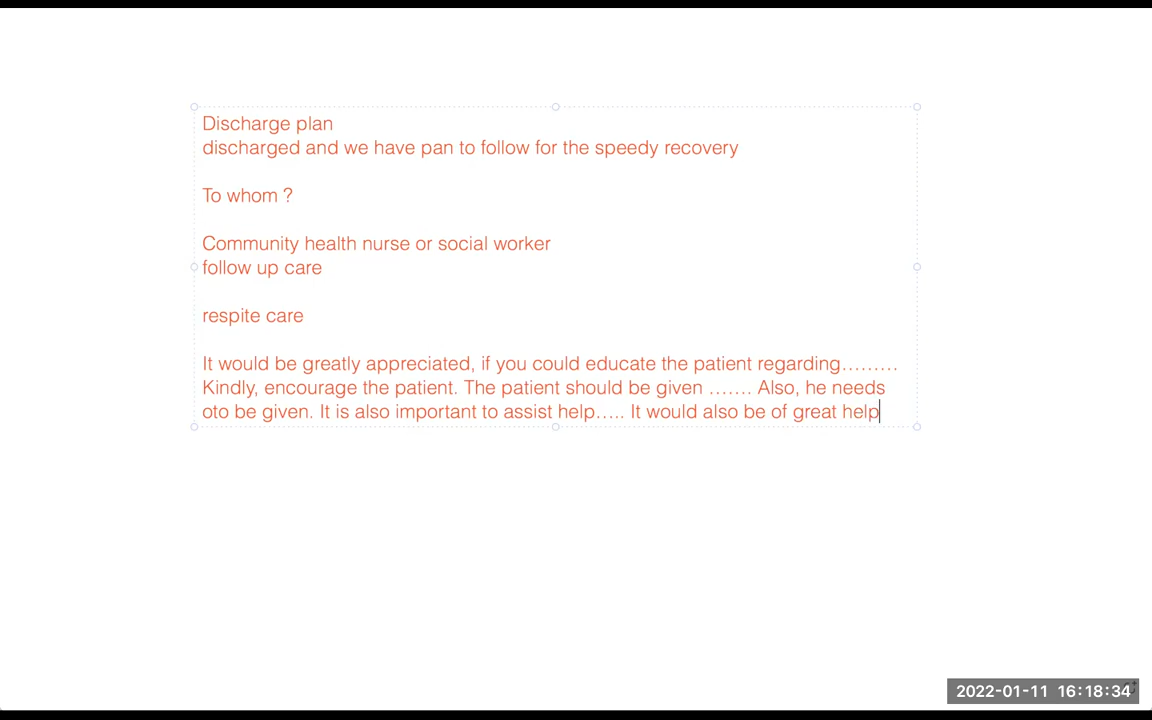 Discharge plan
discharged and we have pan to follow for the speedy recovery
To whom ?
Community health nurse or social worker
follow up care
respite care
It would be greatly appreciated, if you could educate the patient regarding………
Kindly, encourage the patient. The patient should be given ……. Also, he needs
oto be given. It is also important to assist help….. It would also be of great help
2022-01-11 16:18:34